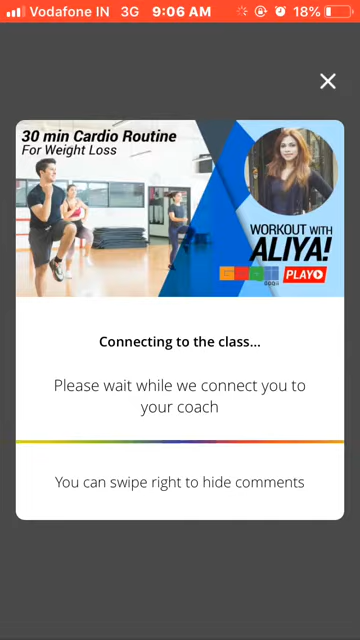 Vodafone IN 3G 9:06 AM 18%
30 min Cardio Routine
For Weight Loss
WORKOUT WITH
ALIYA!
PLAY
Connecting to the class...
Please wait while we connect you to
your coach
You can swipe right to hide comments